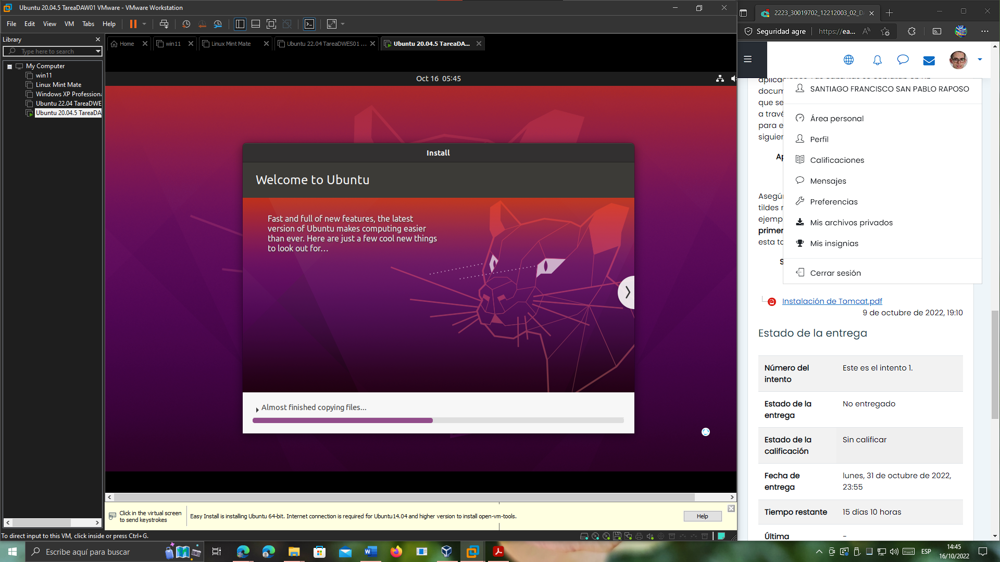 Ubuntu 20.04.5 TareaDAW01 VMware - VMware Workstation
File Edit View VM Tabs Help
Library
Type here to search
My Computer
win11
Linux Mint Mate
Windows XP Professiona
Ubuntu 22.04 TareaDWE
Ubuntu 20.04.5 TareaDA
Home
win11
Linux Mint Mate
Ubuntu 22.04 TareaDWES01 ...
Ubuntu 20.04.5 TareaDA...
Oct 16 05:45
Install
Welcome to Ubuntu
Fast and full of new features, the latest
version of Ubuntu makes computing easier
than ever. Here are just a few cool new things
to look out for...
Almost finished copying files...
Click in the virtual screen
to send keystrokes
Easy Install is installing Ubuntu 64-bit. Internet connection is required for Ubuntu14.04 and higher version to install open-vm-tools.
Help
To direct input to this VM, click inside or press Ctrl+G.
2223_30019702_12212003_02_D
Seguridad agre
https://ea...
docum
que se
a travé
para e
siguier
Ap
Asegú
tildes r
ejemp
primer
esta to
S
SANTIAGO FRANCISCO SAN PABLO RAPOSO
Área personal
Perfil
Calificaciones
Mensajes
Preferencias
Mis archivos privados
Mis insignias
Cerrar sesión
Instalación de Tomcat.pdf
9 de octubre de 2022, 19:10
Estado de la entrega
Número del intento Este es el intento 1.
Estado de la entrega No entregado
Estado de la calificación Sin calificar
Fecha de entrega lunes, 31 de octubre de 2022, 23:55
Tiempo restante 15 días 10 horas
Última -
Escribe aquí para buscar
ESP
14:45
16/10/2022